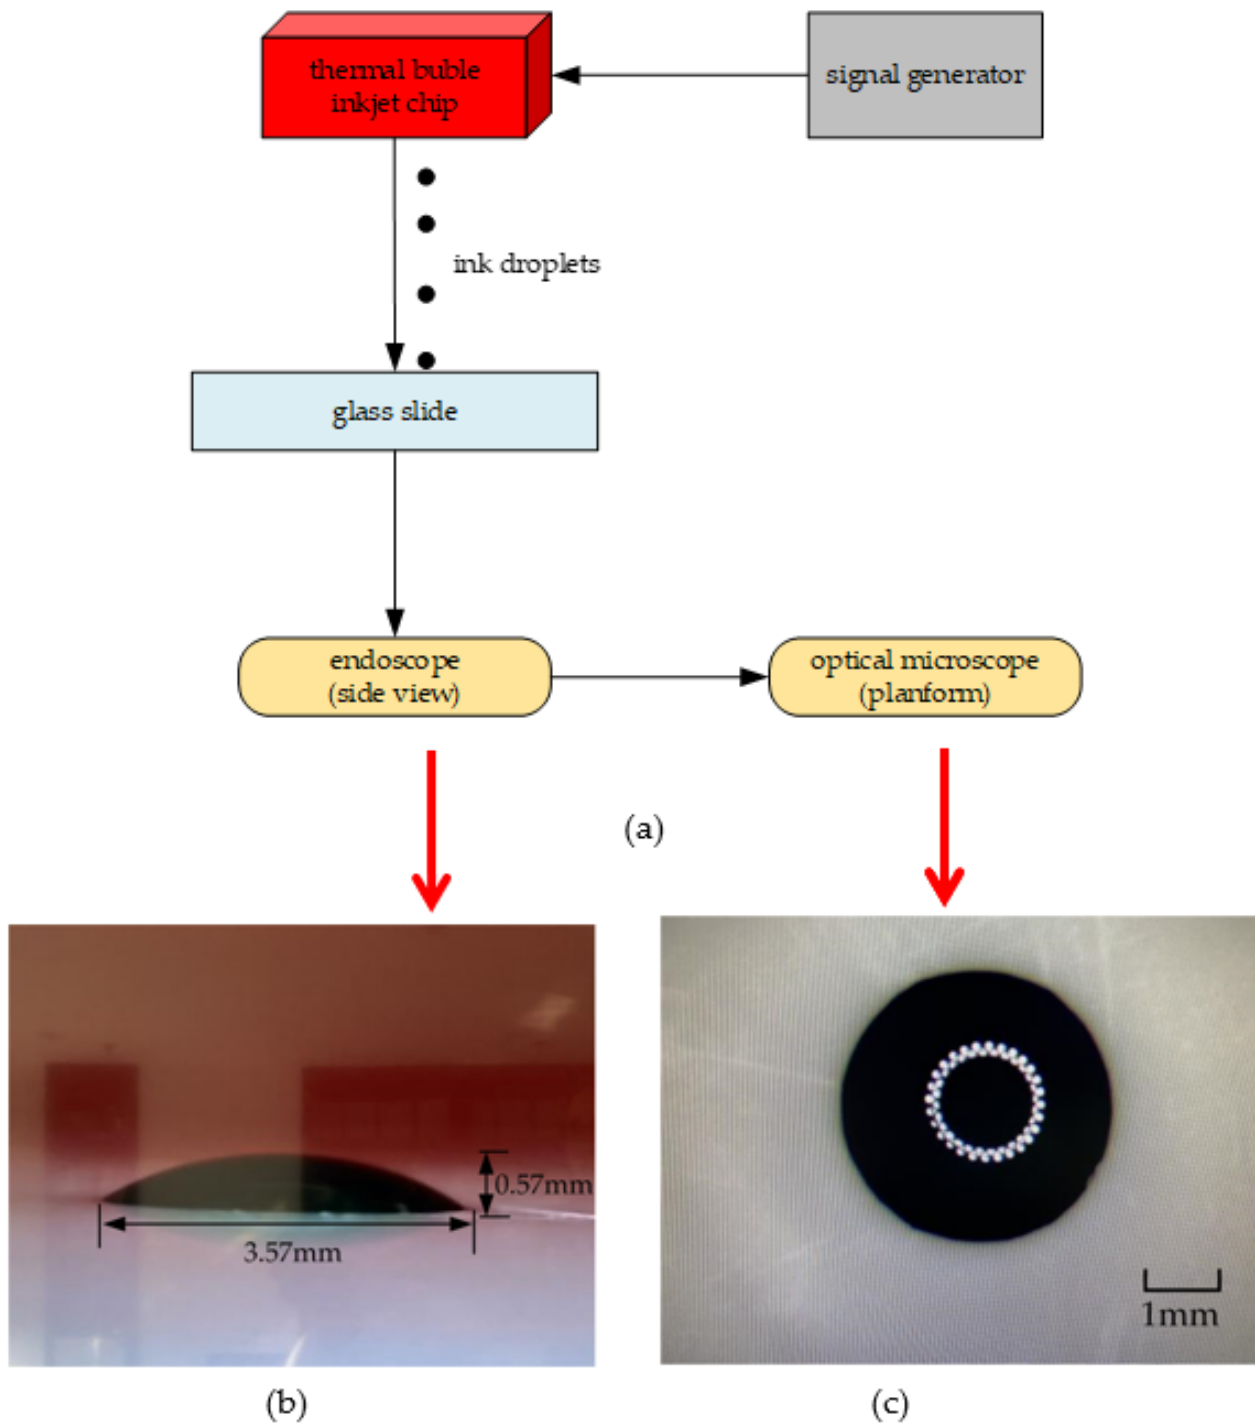 thermal buble
inkjet chip
signal generator
ink droplets
glass slide
endoscope
(side view)
optical microscope
(planform)
(a)
0.57mm
3.57mm
1mm
(b)
(c)